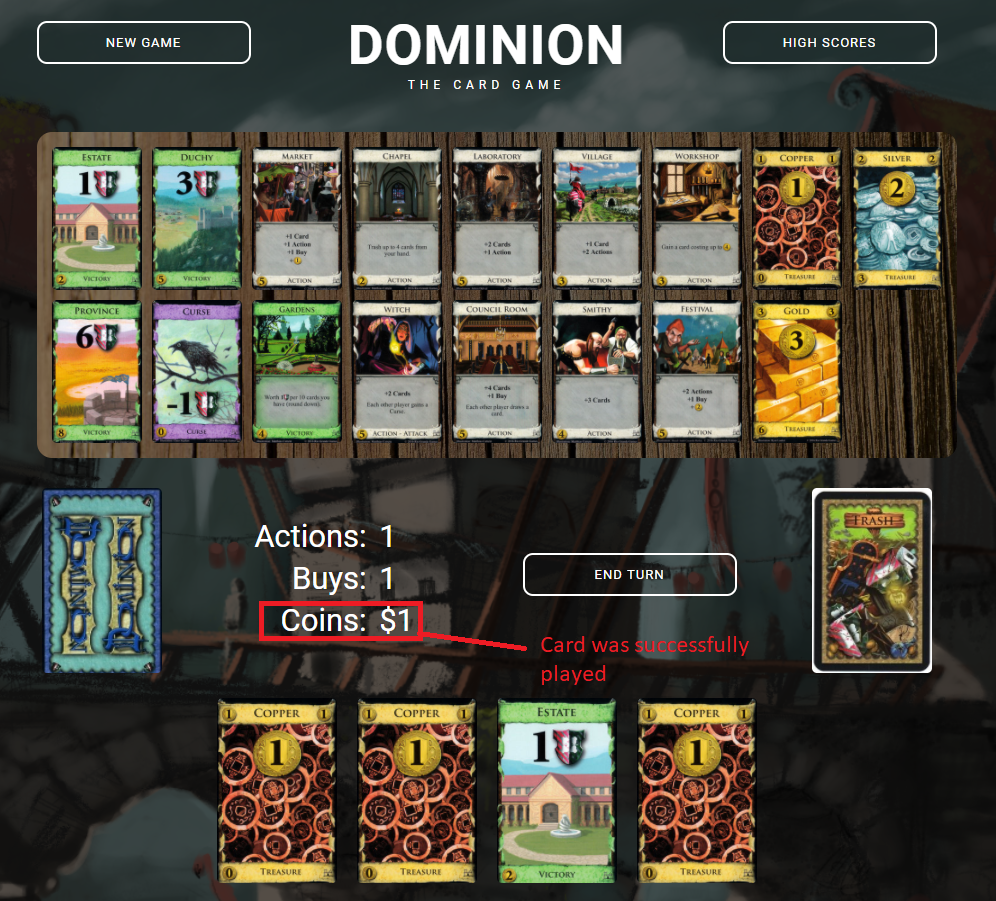 NEW GAME
DOMINION
HIGH SCORES
THE CARD GAME
ESTATE
1
2 VICTORY
DUCHY
3
5 VICTORY
MARKET
+1 Card
+1 Action
+1 Buy
+1
5 ACTION
CHAPEL
Trash up to 4 cards from
your hand.
2 ACTION
LABORATORY
+2 Cards
+1 Action
5 ACTION
VILLAGE
+1 Card
+2 Actions
3 ACTION
WORKSHOP
Gain a card costing up to 4.
3 ACTION
1 COPPER 1
1
0 TREASURE
2 SILVER 2
2
3 TREASURE
PROVINCE
6
8 VICTORY
CURSE
-1
0 CURSE
GARDENS
Worth 1 per 10 cards you
have (round down).
4 VICTORY
WITCH
+2 Cards
Each other player gains a
Curse.
5 ACTION - ATTACK
COUNCIL ROOM
+4 Cards
+1 Buy
Each other player draws a
card.
5 ACTION
SMITHY
+3 Cards
4 ACTION
FESTIVAL
+2 Actions
+1 Buy
+2
5 ACTION
3 GOLD 3
3
6 TREASURE
DOMINION
DOMINION
Actions: 1
Buys: 1
Coins: $1
END TURN
TRASH
Card was successfully
played
1 COPPER 1
1
0 TREASURE
1 COPPER 1
1
0 TREASURE
ESTATE
1
2 VICTORY
1 COPPER 1
1
0 TREASURE